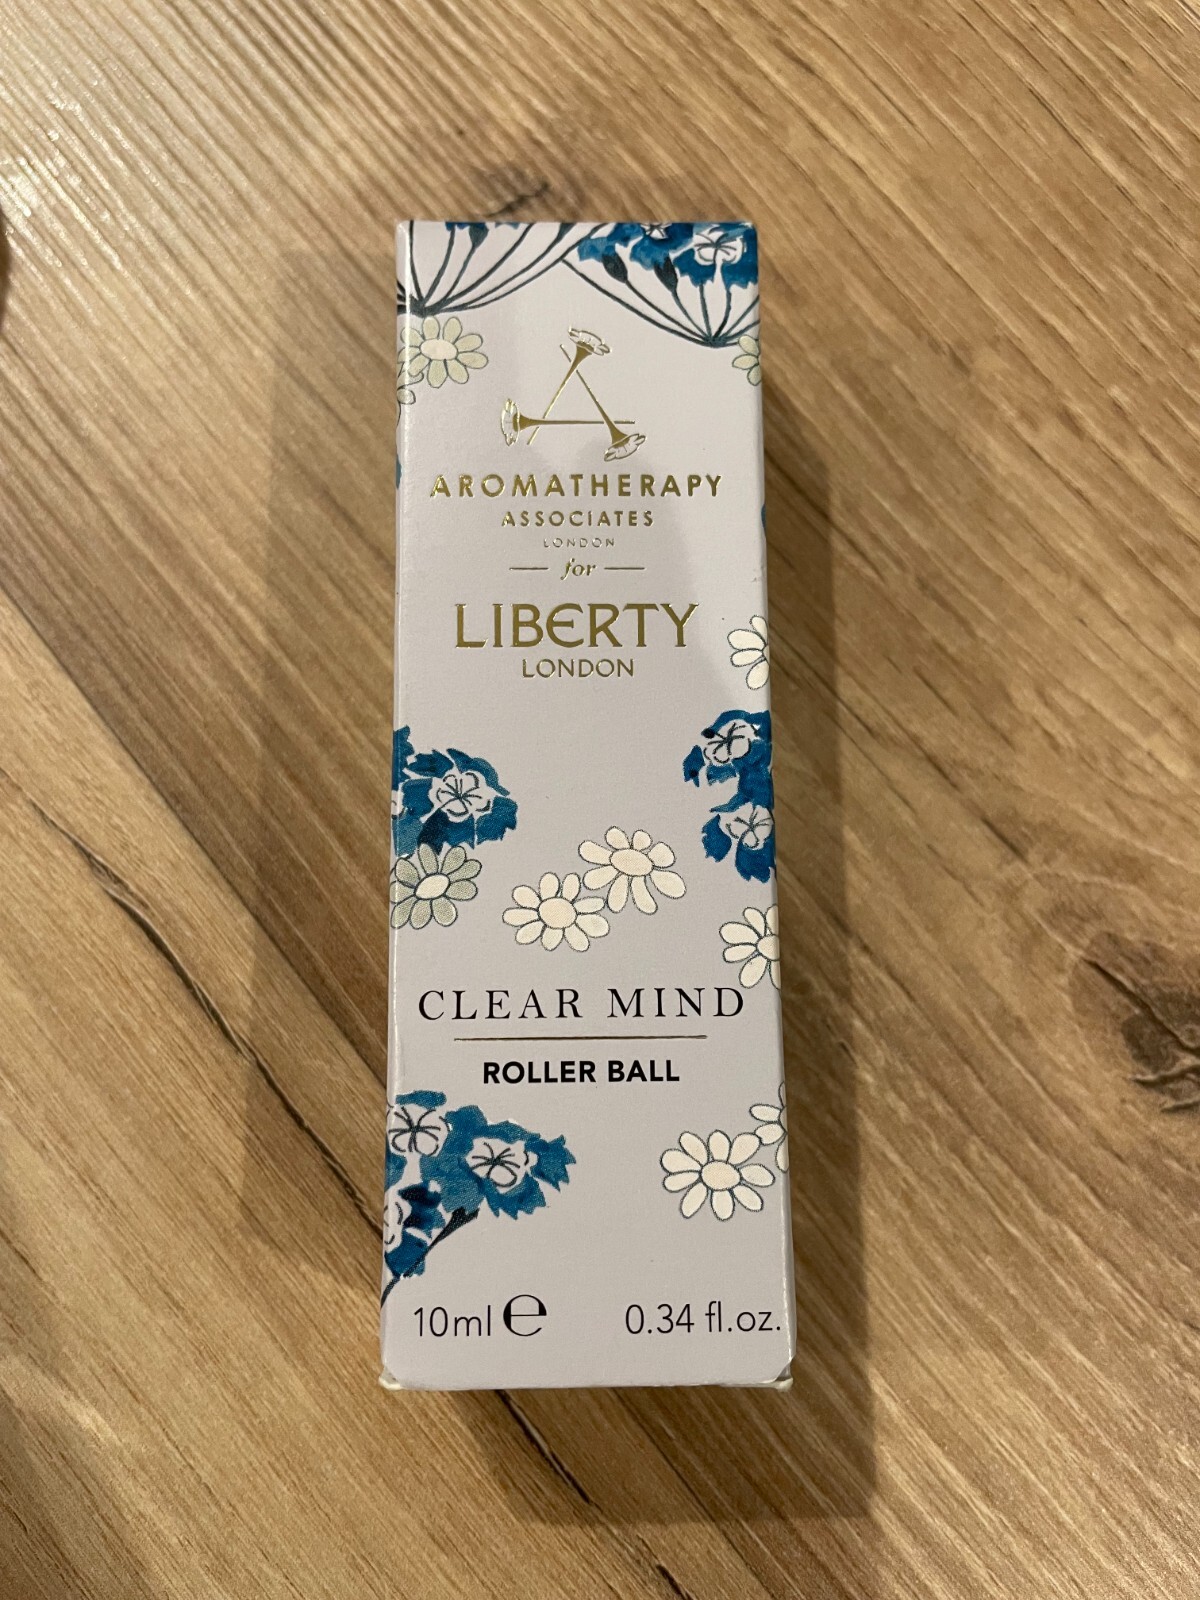 AROMATHERAPY
ASSOCIATES
LONDON
for
LIBERTY
LONDON
CLEAR MIND
ROLLER BALL
10ml ℮ 0.34 fl.oz.